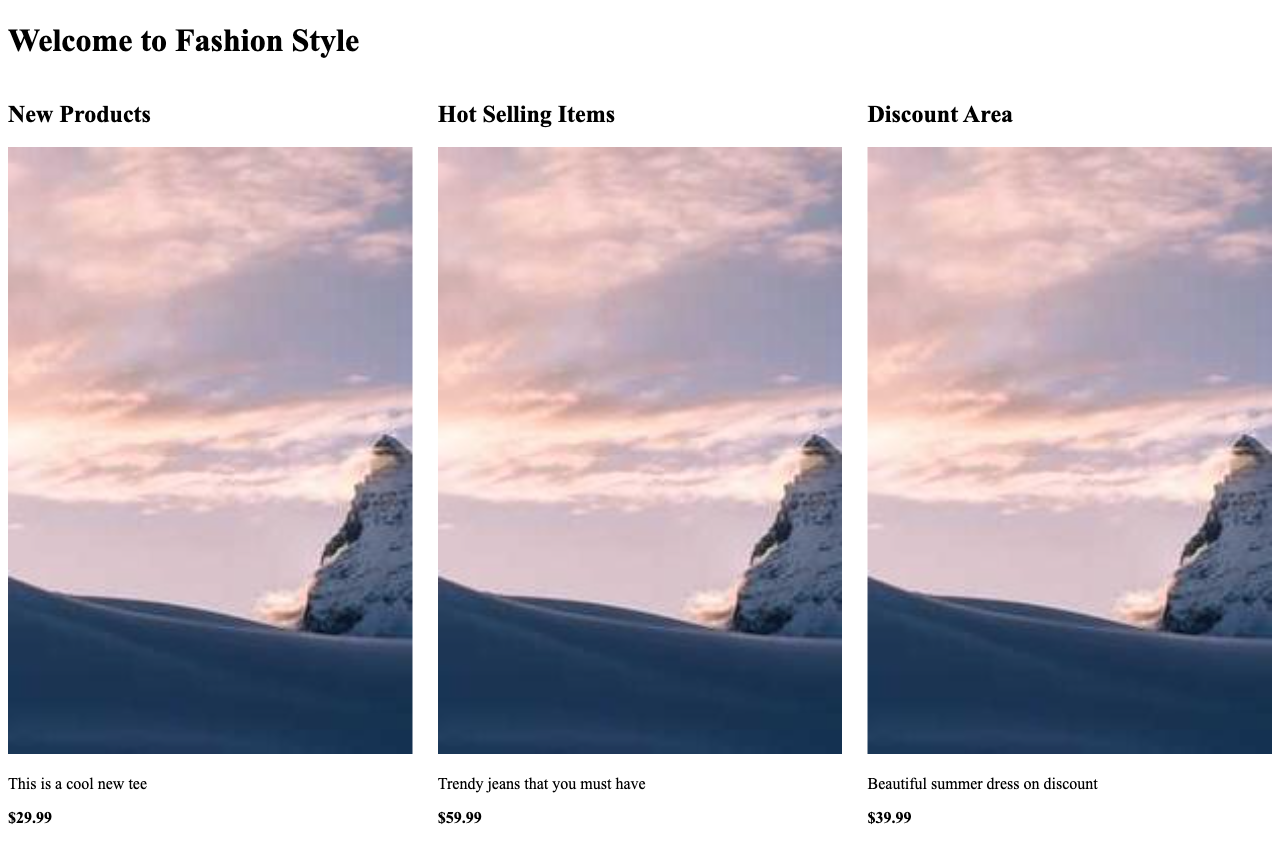 Welcome to Fashion Style
New Products
Hot Selling Items
Discount Area
This is a cool new tee
Trendy jeans that you must have
Beautiful summer dress on discount
$29.99
$59.99
$39.99